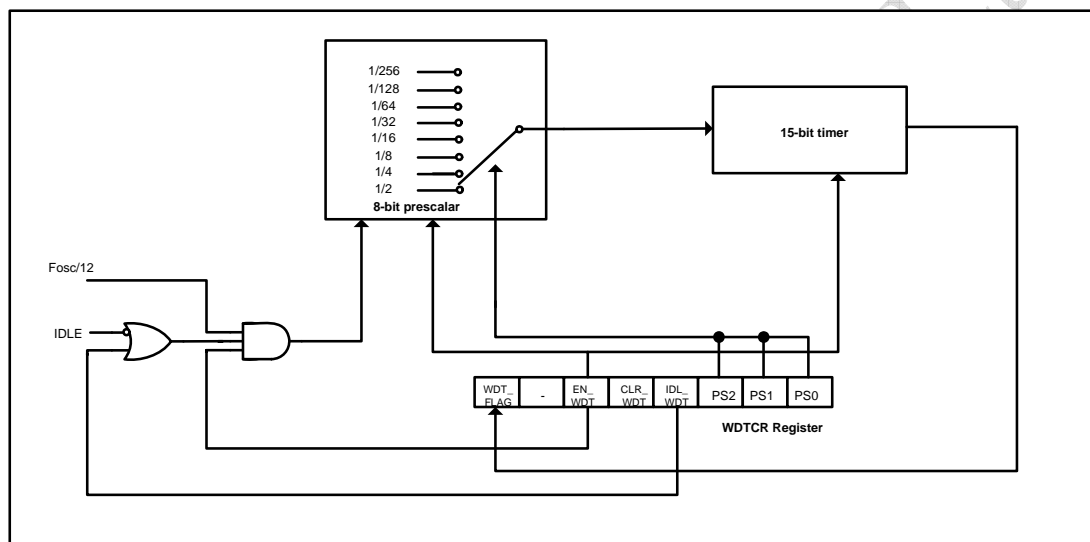 1/256
1/128
1/64
1/32
1/16
1/8
1/4
1/2
8-bit prescalar
15-bit timer
Fosc/12
IDLE
WDT_
FLAG
-
EN_
WDT
CLR_
WDT
IDL_
WDT
PS2
PS1
PS0
WDTCR Register